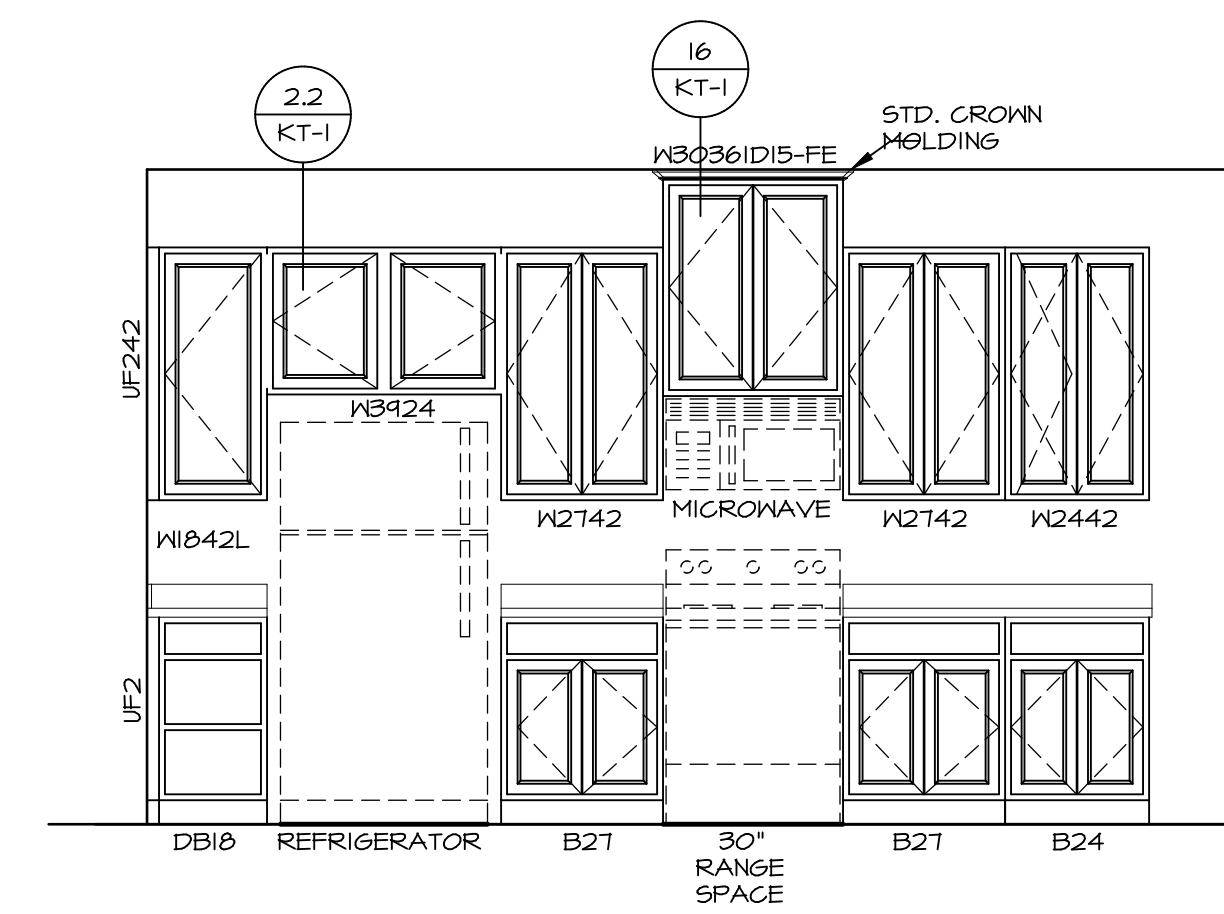 16
KT-1
2.2
KT-1
STD. CROWN
MOLDING
W30361D15-FE
UF242
W3924
MICROWAVE
W2742
W2742
W2442
W1842L
UF2
DB18
REFRIGERATOR
B27
30"
RANGE
SPACE
B27
B24